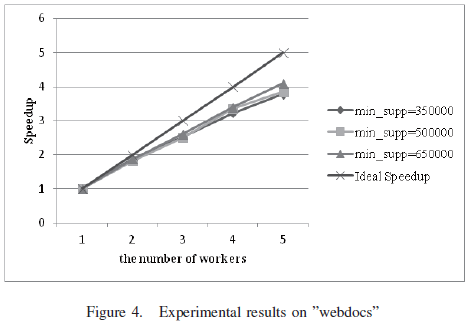 6
5
4
3
2
1
0
Speedup
1 2 3 4 5
the number of workers
min_supp=350000
min_supp=500000
min_supp=650000
Ideal Speedup
Figure 4. Experimental results on ”webdocs”